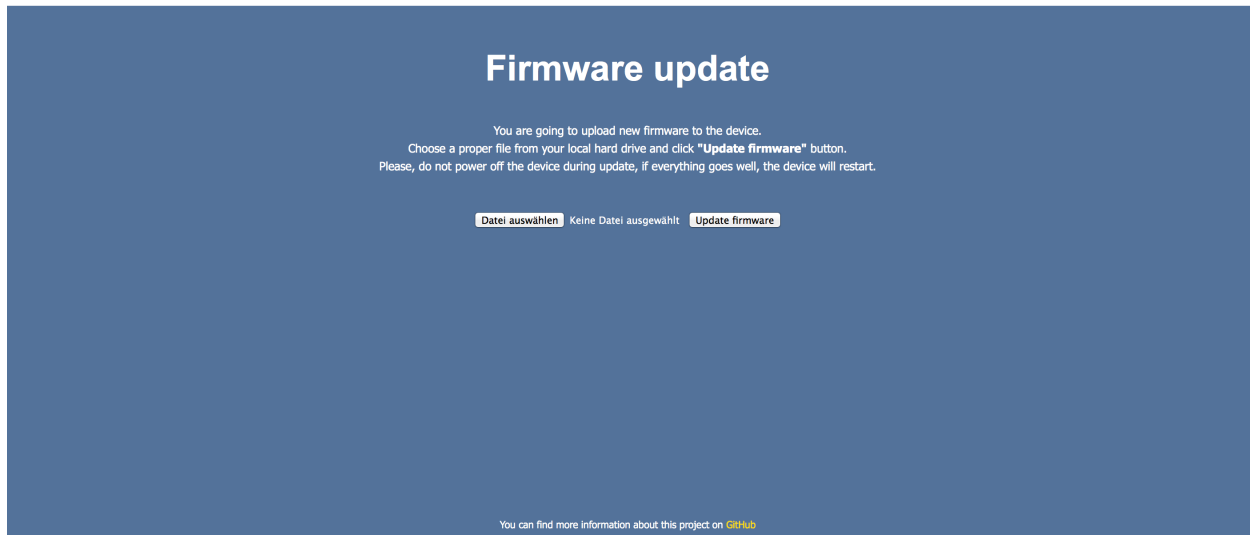 Firmware update
You are going to upload new firmware to the device.
Choose a proper file from your local hard drive and click "Update firmware" button.
Please, do not power off the device during update, if everything goes well, the device will restart.
Datei auswählen Keine Datei ausgewählt Update firmware
You can find more information about this project on GitHub